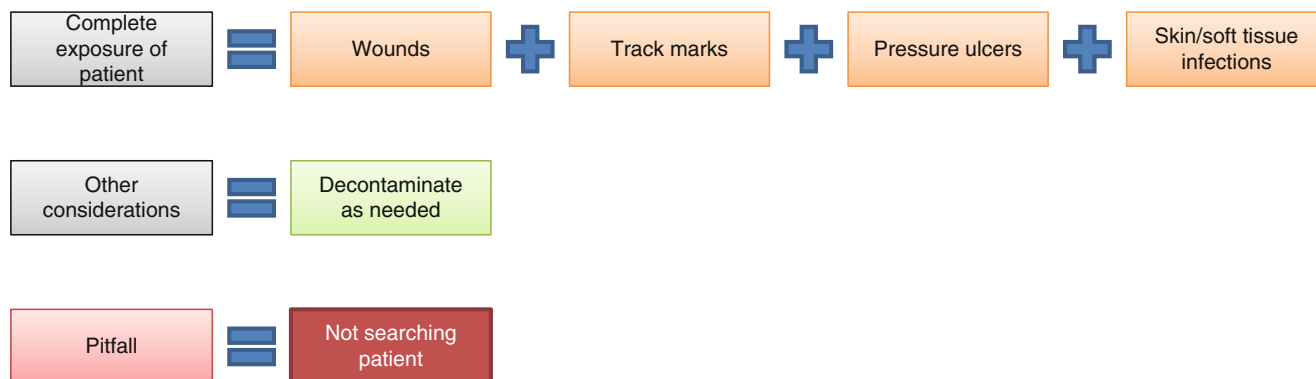 Complete
exposure of
patient
Wounds
Track marks
Pressure ulcers
Skin/soft tissue
infections
Other
considerations
Decontaminate
as needed
Pitfall
Not searching
patient